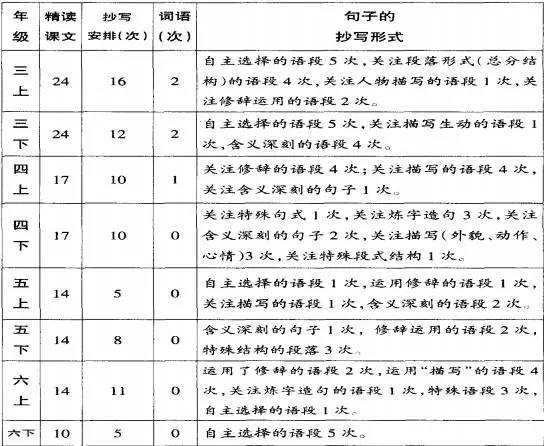 年级 精读课文 抄写安排(次) 词语(次) 句子的抄写形式
三上 24 16 2 自主选择的语段5次,关注段落形式(总分结
构)的语段4次,关注人物描写的语段1次,关
注修辞运用的语段2次。
三下 24 12 2 自主选择的语段5次,关注描写生动的语段1
次,含义深刻的语段4次。
四上 17 10 1 关注修辞的语段4次;关注描写的语段4次,
关注含义深刻的句子1次。
四下 17 10 0 关注特殊句式1次,关注炼字造句3次,关注
含义深刻的句子2次,关注描写(外貌、动作、
心情)3次,关注特殊段式结构1次。
五上 14 5 0 自主选择的语段1次,运用修辞的语段1次,
关注描写的语段1次,含义深刻的语段2次。
五下 14 8 0 含义深刻的句子1次, 修辞运用的语段2次,
特殊结构的段落3次。
六上 14 11 0 运用了修辞的语段2次,运用“描写”的语段4
次,关注炼字造句的语段1次,特殊语段3次,
自主选择的语段1次。
六下 10 5 0 自主选择的语段5次。